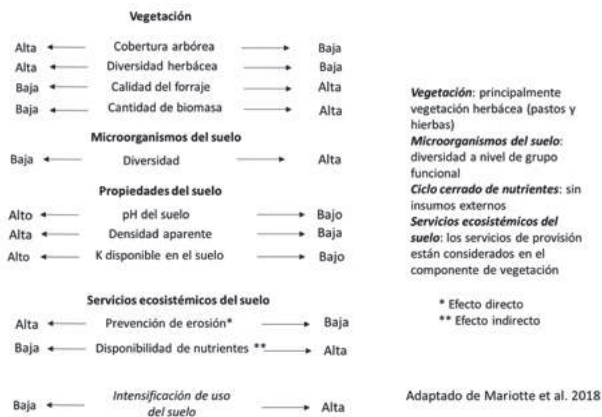 Vegetación
Alta Cobertura arbórea Baja
Alta Diversidad herbácea Baja
Baja Calidad del forraje Alta
Baja Cantidad de biomasa Alta
Microorganismos del suelo
Baja Diversidad Alta
Propiedades del suelo
Alto pH del suelo Bajo
Alta Densidad aparente Baja
Alto K disponible en el suelo Bajo
Servicios ecosistémicos del suelo
Alta Prevención de erosión* Baja
Baja Disponibilidad de nutrientes ** Alta
Baja Intensificación de uso Alta
del suelo
Vegetación: principalmente
vegetación herbácea (pastos y
hierbas)
Microorganismos del suelo:
diversidad a nivel de grupo
funcional
Ciclo cerrado de nutrientes: sin
insumos externos
Servicios ecosistémicos del
suelo: los servicios de provisión
están considerados en el
componente de vegetación
* Efecto directo
** Efecto indirecto
Adaptado de Mariotte et al. 2018